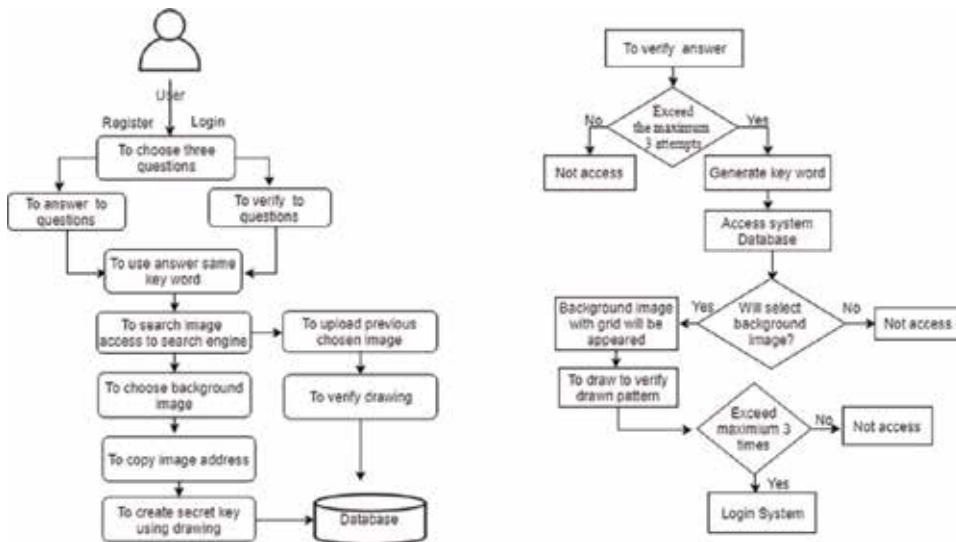 User
Register
Login
To choose three
questions
To answer to
questions
To verify to
questions
To use answer same
key word
To search image
access to search engine
To upload previous
chosen image
To choose background
image
To verify drawing
To copy image address
To create secret key
using drawing
Database
To verify answer
Exceed
the maximum
3 attempts
No
Yes
Not access
Generate key word
Access system
Database
Will select
background
image?
Yes
No
Background image
with grid will be
appeared
Not access
To draw to verify
drawn pattern
Exceed
maximium 3
times
No
Not access
Yes
Login System